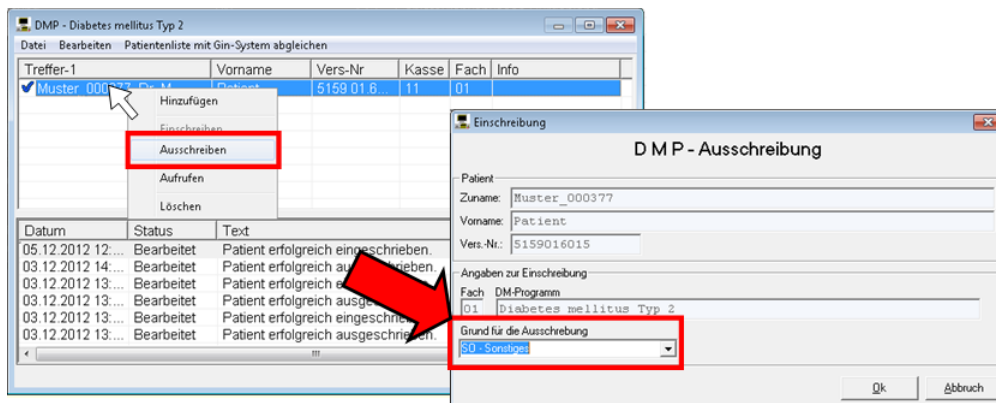 DMP - Diabetes mellitus Typ 2
Datei Bearbeiten Patientenliste mit Gin-System abgleichen
Treffer-1 Vorname Vers-Nr Kasse Fach Info
Muster_000377, Dr. M... Patient 5159 01.6... 11 01
Hinzufügen
Einschreiben
Ausschreiben
Aufrufen
Löschen
Datum Status Text
05.12.2012 12:... Bearbeitet Patient erfolgreich eingeschrieben.
03.12.2012 14:... Bearbeitet Patient erfolgreich ausgeschrieben.
03.12.2012 13:... Bearbeitet Patient erfolgreich
03.12.2012 13:... Bearbeitet Patient erfolgreich
03.12.2012 13:... Bearbeitet Patient erfolgreich eingeschrieben.
03.12.2012 13:... Bearbeitet Patient erfolgreich ausgeschrieben.
Einschreibung
DMP - Ausschreibung
Patient
Zuname: Muster_000377
Vorname: Patient
Vers.-Nr.: 5159016015
Angaben zur Einschreibung
Fach DM-Programm
01 Diabetes mellitus Typ 2
Grund für die Ausschrebung
SO - Sonstiges
Ok Abbruch